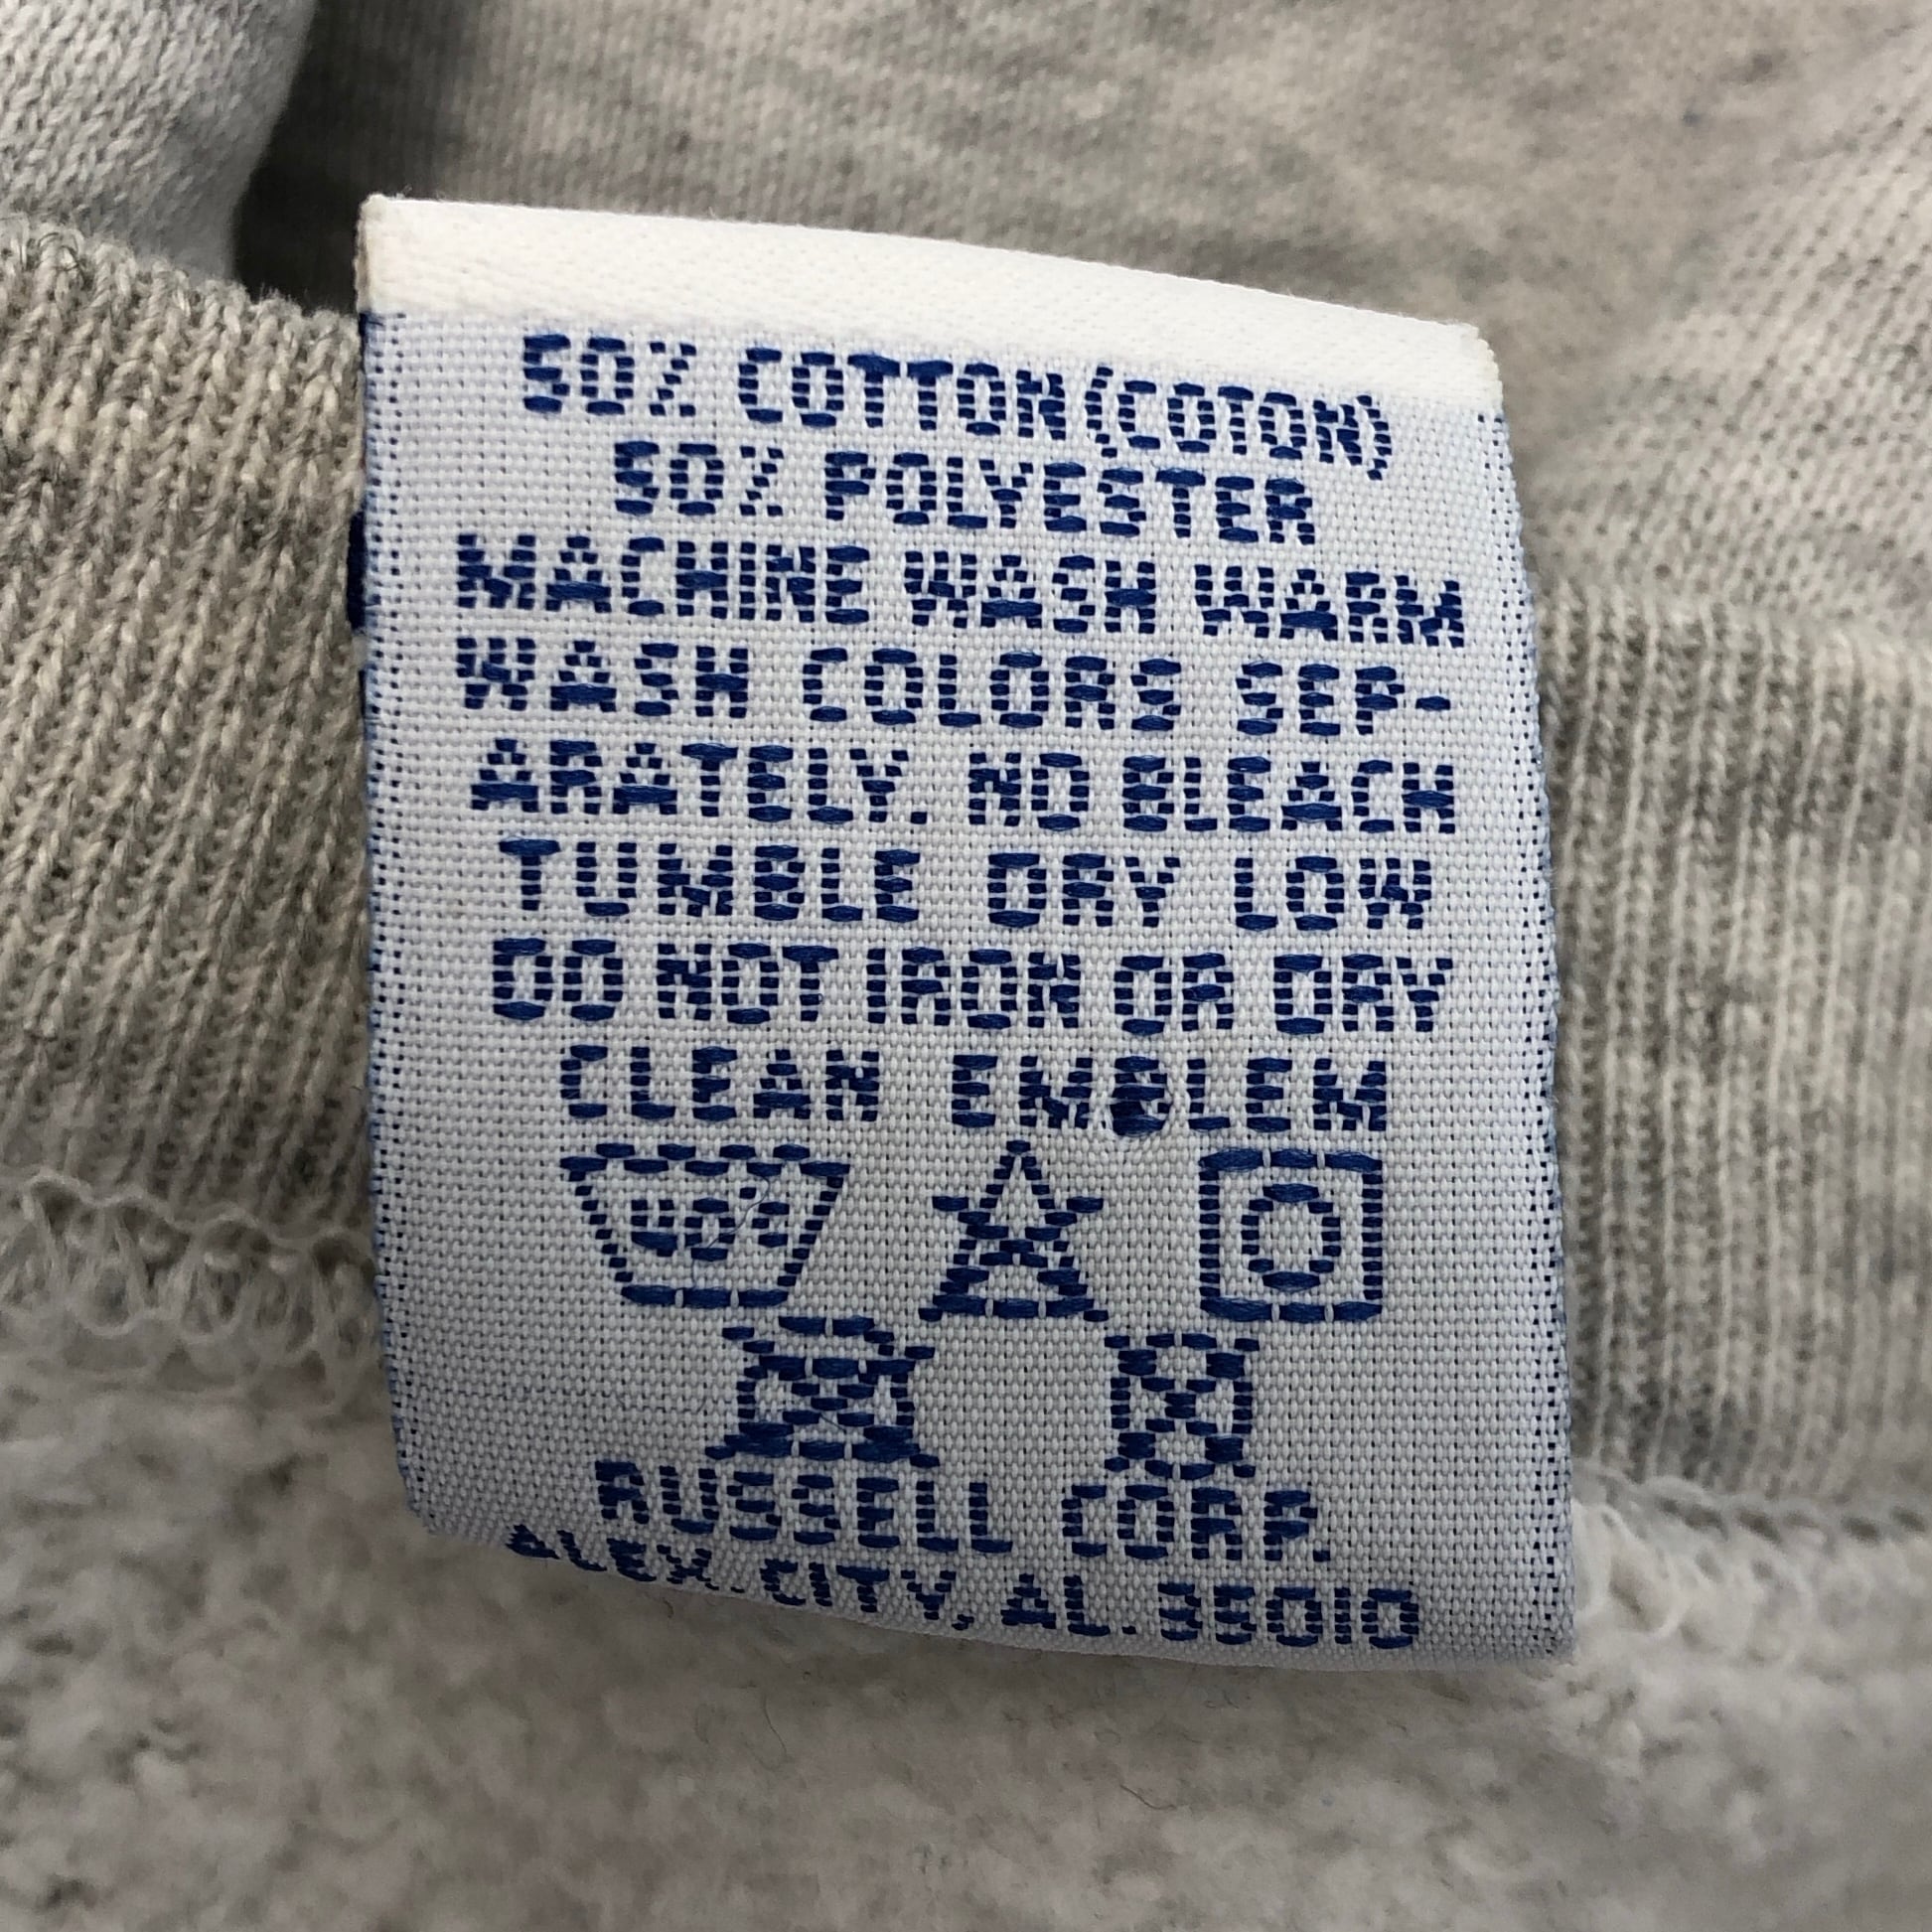 50% COTTON(COTON)
50% POLYESTER
MACHINE WASH WARM
WASH COLORS SEP-
ARATELY. NO BLEACH
TUMBLE DRY LOW
DO NOT IRON OR DRY
CLEAN EMBLEM
40°C
RUSSELL CORP.
ALEX. CITY, AL. 35010